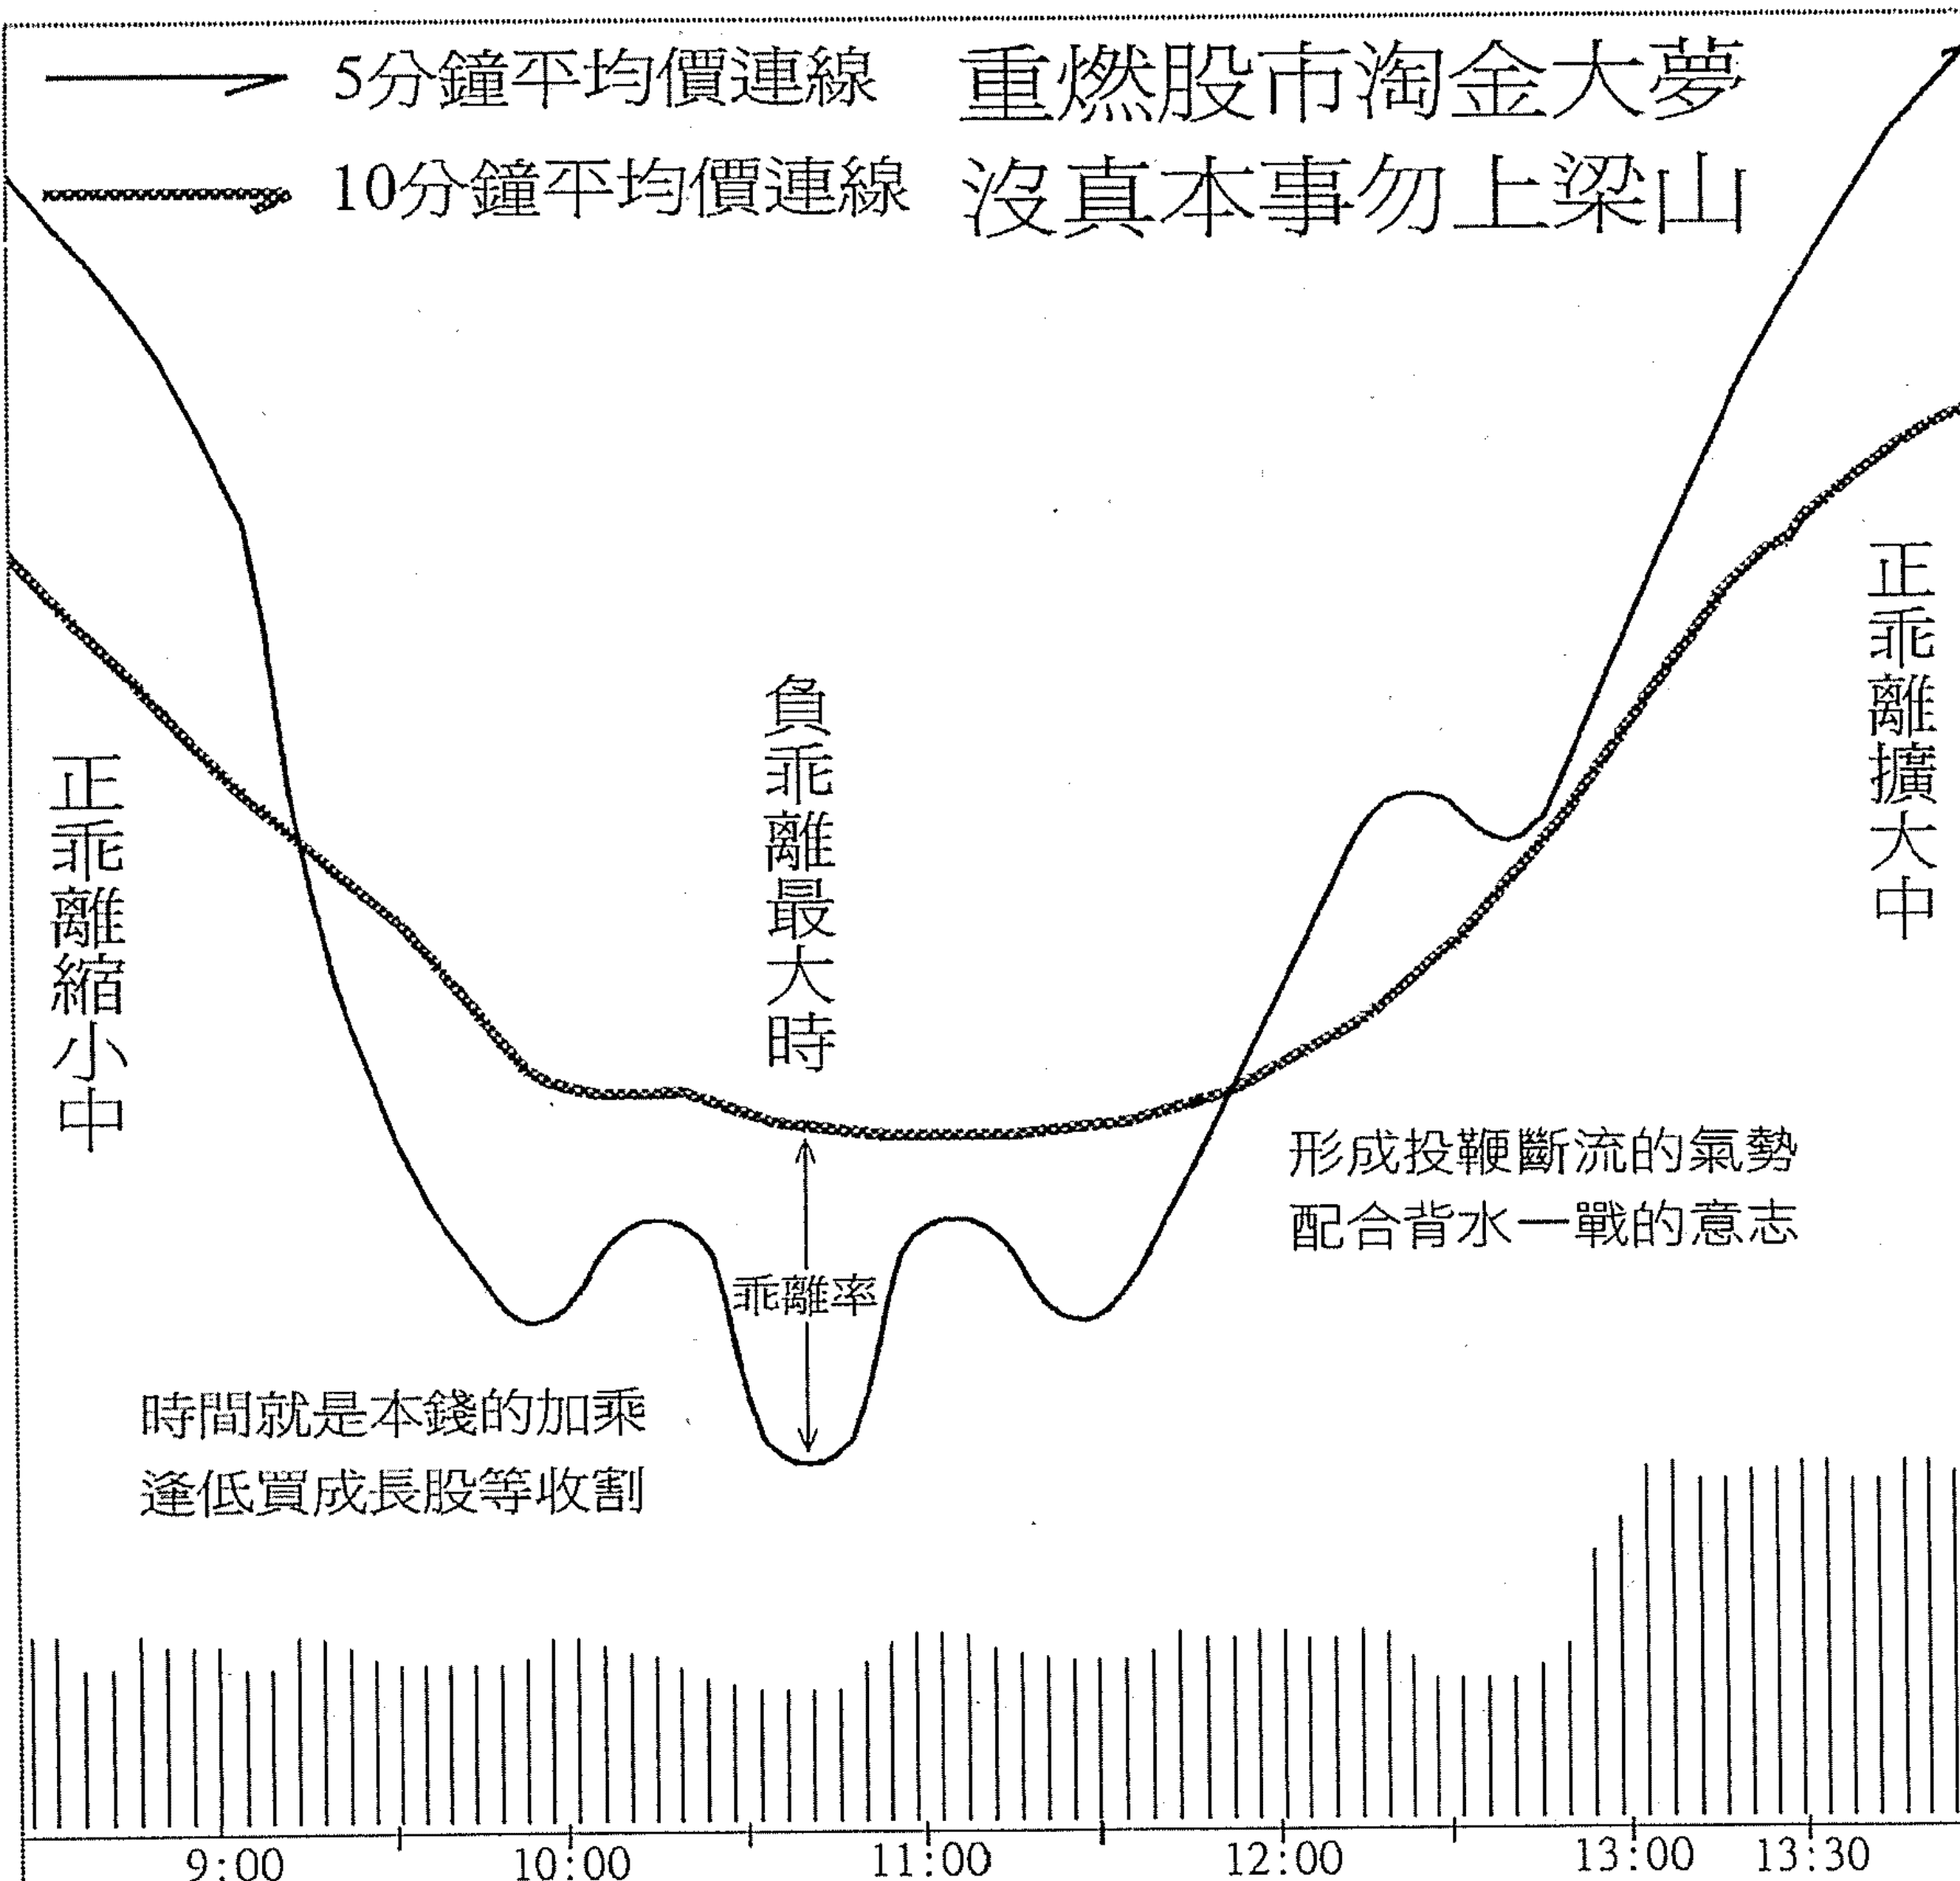 5分鐘平均價連線
10分鐘平均價連線
重燃股市淘金大夢
沒真本事勿上梁山
正乖離縮小中
負乖離最大時
正乖離擴大中
形成投鞭斷流的氣勢
配合背水一戰的意志
乖離率
時間就是本錢的加乘
逢低買成長股等收割
9:00 10:00 11:00 12:00 13:00 13:30